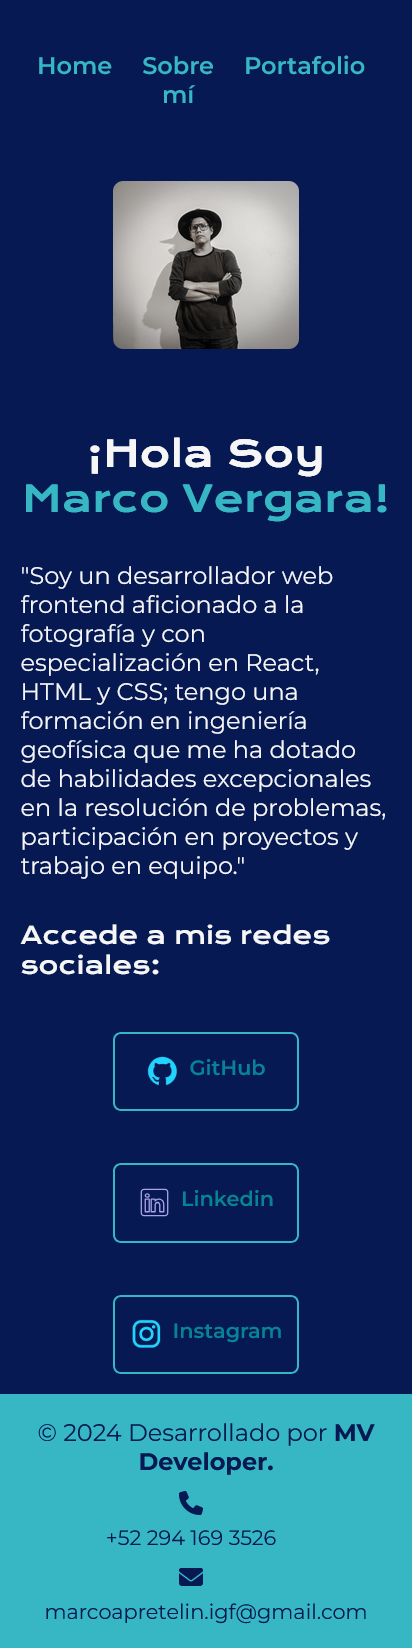 Home Sobre mí Portafolio
¡Hola Soy
Marco Vergara!
"Soy un desarrollador web
frontend aficionado a la
fotografía y con
especialización en React,
HTML y CSS; tengo una
formación en ingeniería
geofísica que me ha dotado
de habilidades excepcionales
en la resolución de problemas,
participación en proyectos y
trabajo en equipo."
Accede a mis redes
sociales:
GitHub
Linkedin
Instagram
© 2024 Desarrollado por MV
Developer.
+52 294 169 3526
marcoapretelin.igf@gmail.com